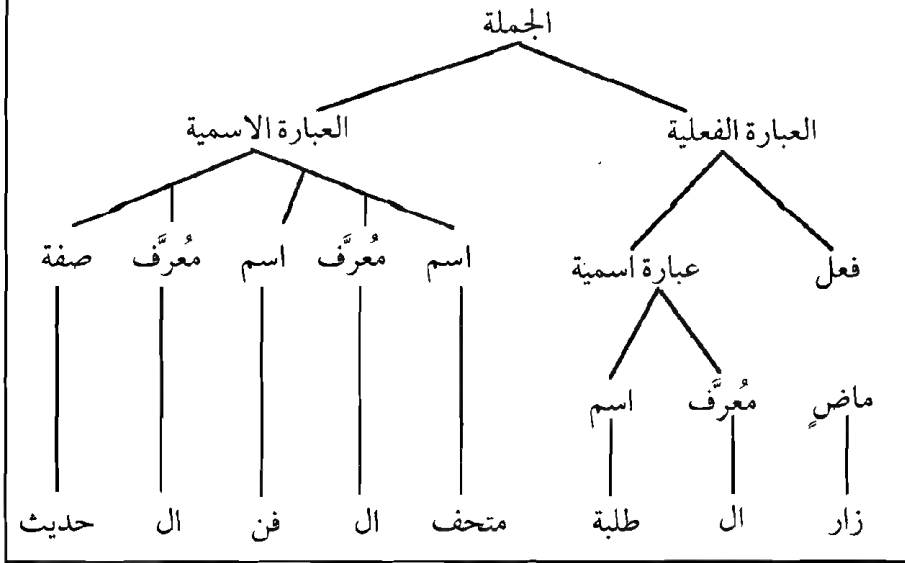 الجملة
العبارة الفعلية العبارة الاسمية
فعل عبارة اسمية اسم مُعرَّف اسم مُعرَّف صفة
ماضٍ مُعرَّف اسم
زار ال طلبة متحف ال فن ال حديث